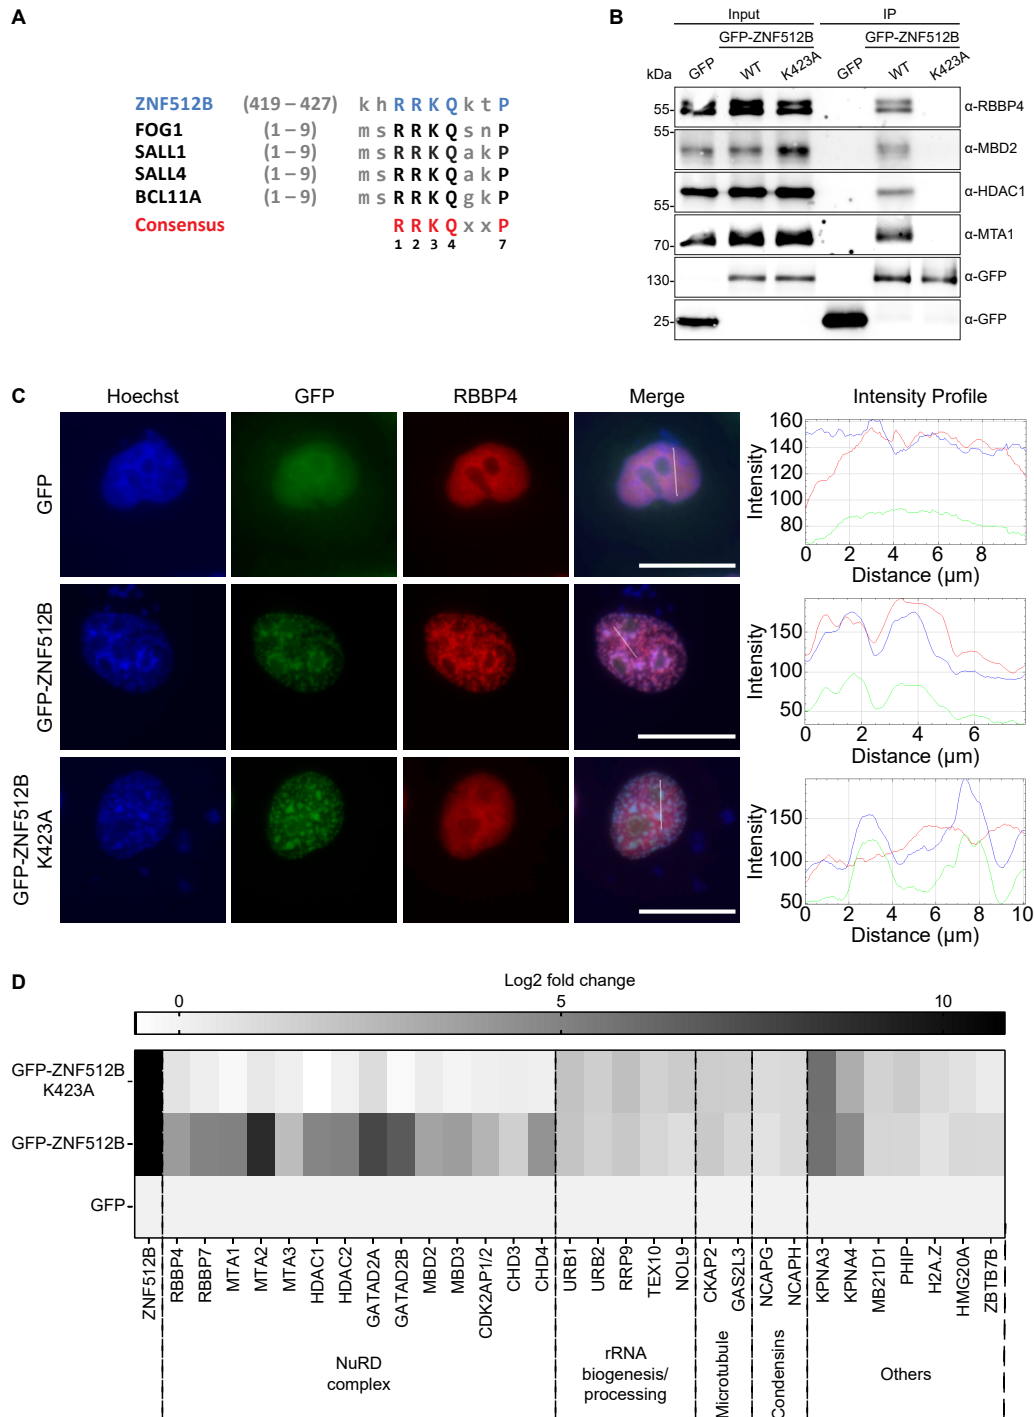 A
ZNF512B (419 – 427) k h R R K Q k t P
FOG1 (1 – 9) m s R R K Q s n P
SALL1 (1 – 9) m s R R K Q a k P
SALL4 (1 – 9) m s R R K Q a k P
BCL11A (1 – 9) m s R R K Q g k P
Consensus R R K Q x x P
1 2 3 4 7
B
Input IP
GFP-ZNF512B GFP-ZNF512B
kDa GFP WT K423A GFP WT K423A
55 α-RBBP4
55 α-MBD2
55 α-HDAC1
70 α-MTA1
130 α-GFP
25 α-GFP
C
Hoechst GFP RBBP4 Merge Intensity Profile
GFP
160
140
120
100
80
Intensity
0 2 4 6 8
Distance (µm)
GFP-ZNF512B
150
100
50
Intensity
0 2 4 6
Distance (µm)
GFP-ZNF512B
K423A
150
100
50
Intensity
0 2 4 6 8 10
Distance (µm)
D
Log2 fold change
0 5 10
GFP-ZNF512B
K423A
GFP-ZNF512B
GFP
ZNF512B
RBBP4
RBBP7
MTA1
MTA2
MTA3
HDAC1
HDAC2
GATAD2A
GATAD2B
MBD2
MBD3
CDK2AP1/2
CHD3
CHD4
URB1
URB2
RRP9
TEX10
NOL9
CKAP2
GAS2L3
NCAPG
NCAPH
KPNA3
KPNA4
MB21D1
PHIP
H2A.Z
HMG20A
ZBTB7B
NuRD
complex
rRNA
biogenesis/
processing
Microtubule
Condensins
Others